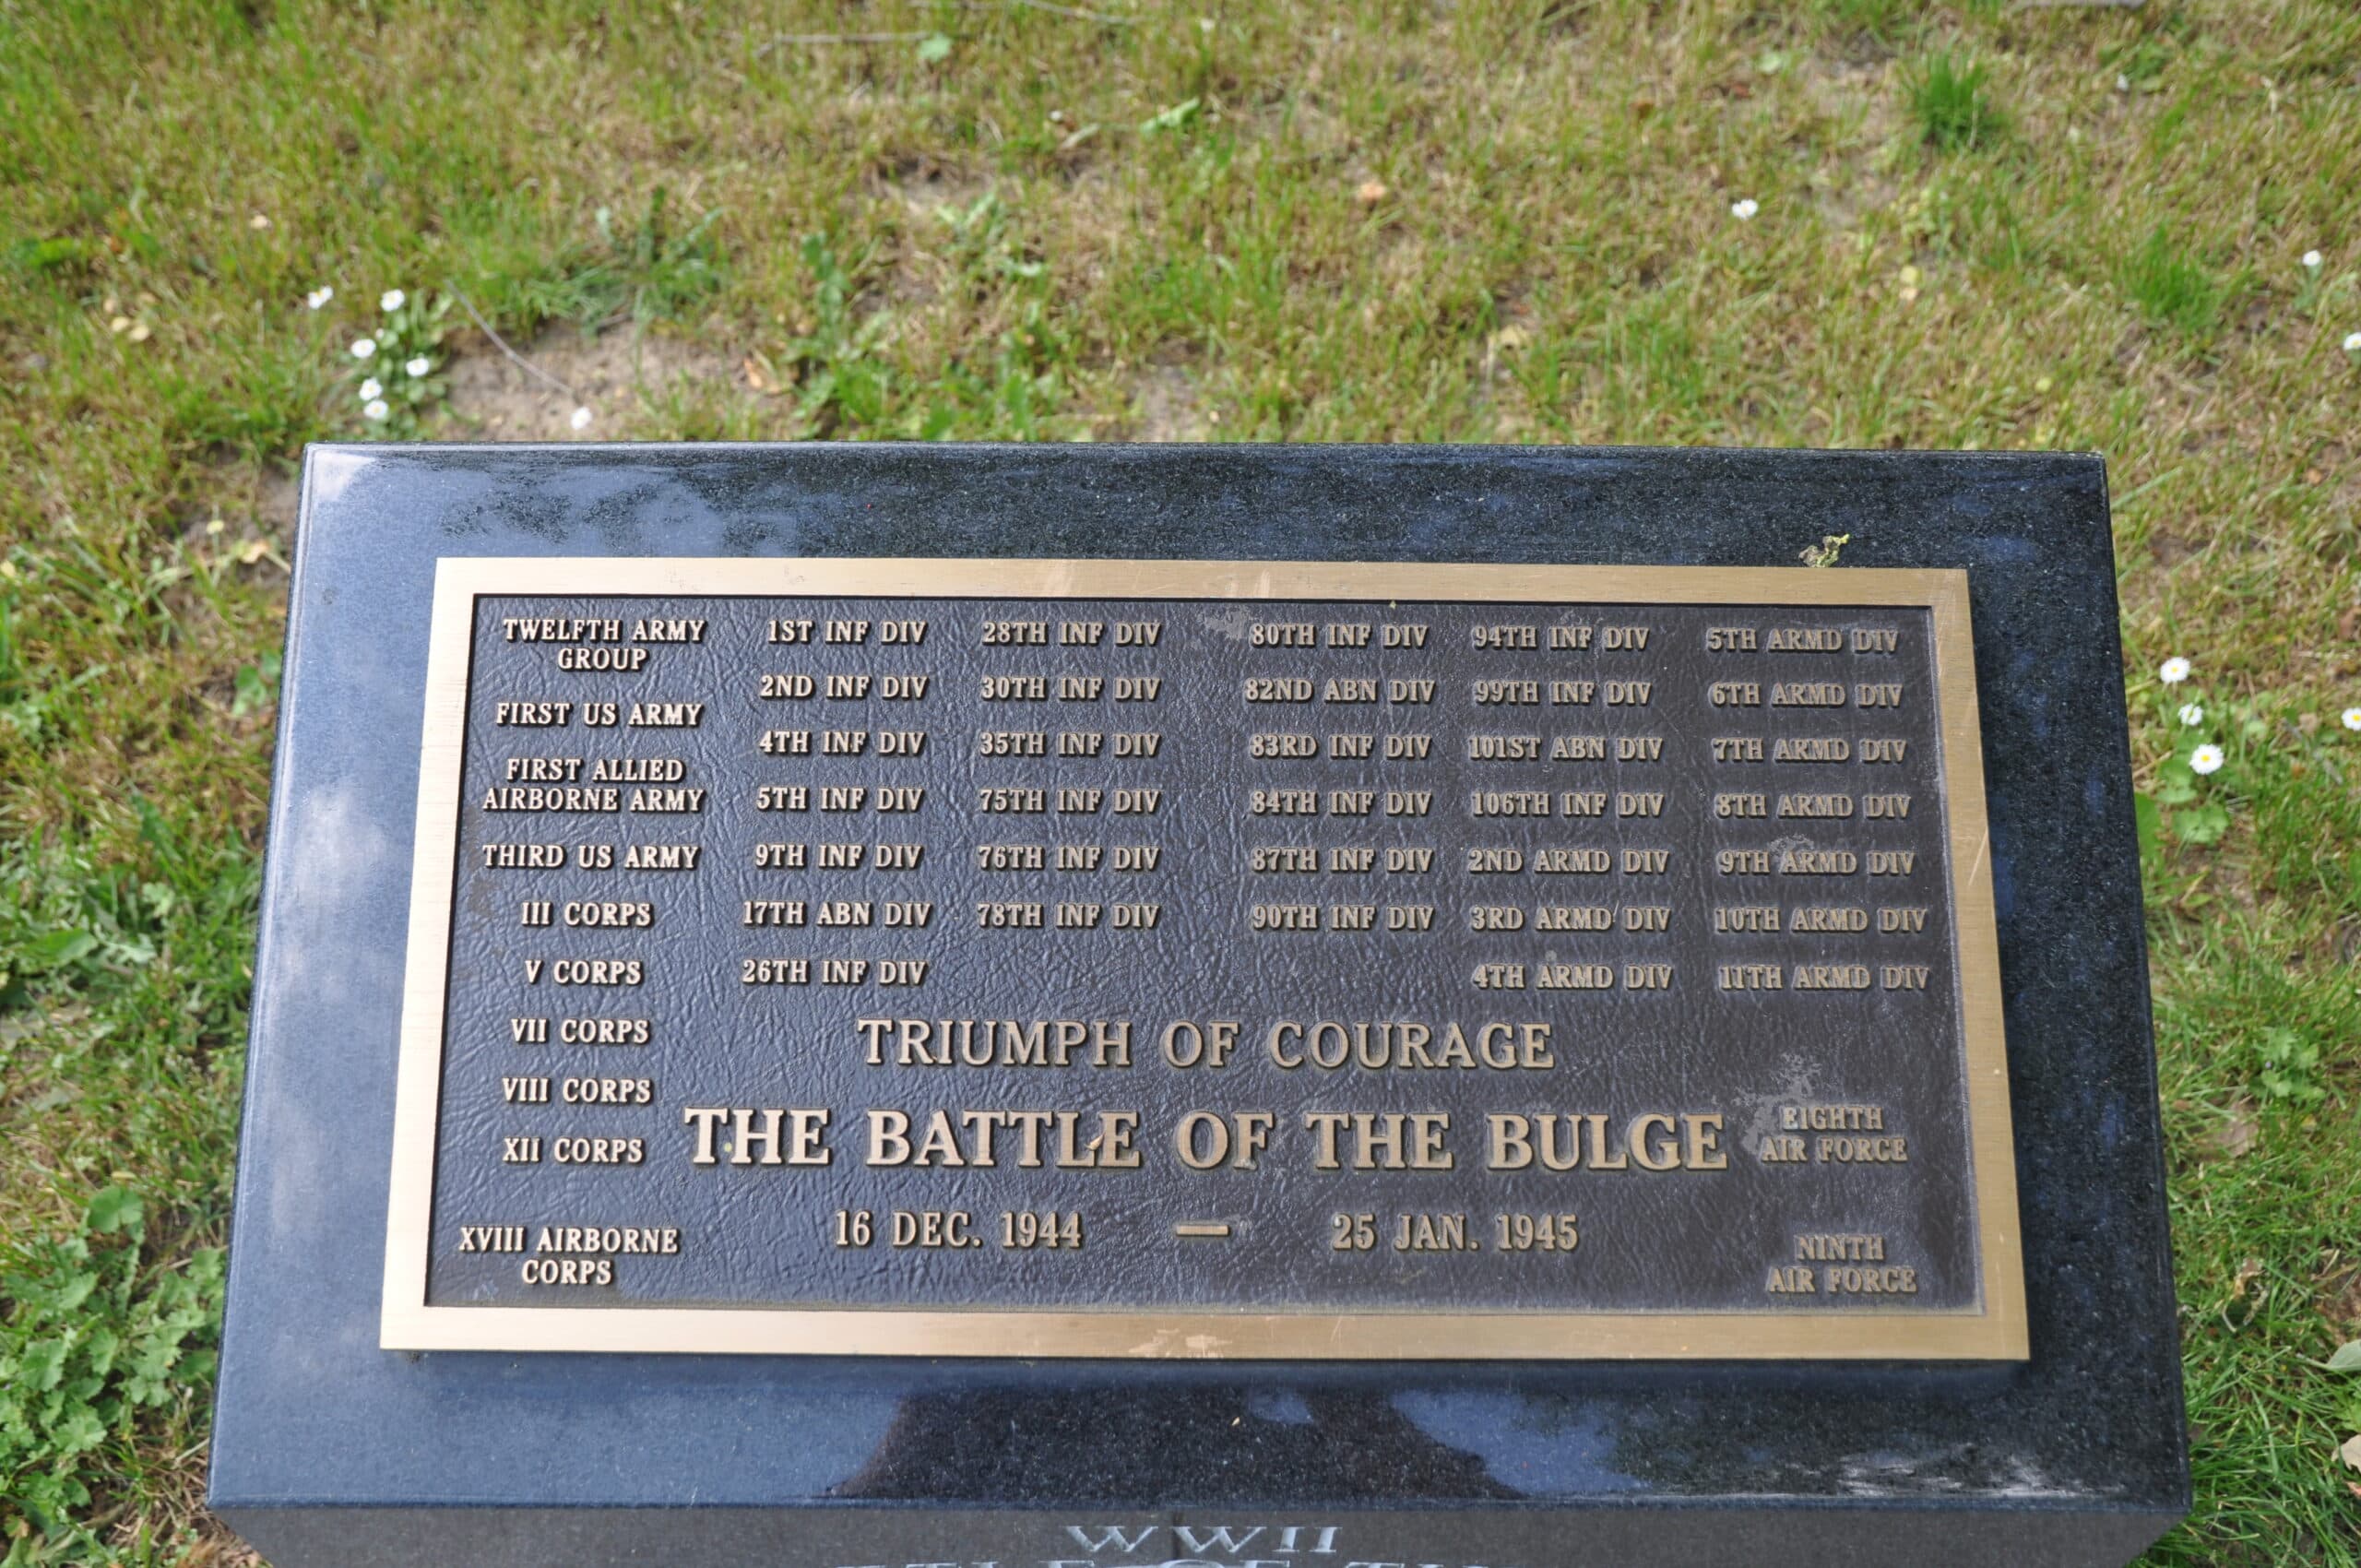 TWELFTH ARMY
GROUP
FIRST US ARMY
FIRST ALLIED
AIRBORNE ARMY
THIRD US ARMY
III CORPS
V CORPS
VII CORPS
VIII CORPS
XII CORPS
XVIII AIRBORNE
CORPS
1ST INF DIV
2ND INF DIV
4TH INF DIV
5TH INF DIV
9TH INF DIV
17TH ABN DIV
26TH INF DIV
28TH INF DIV
30TH INF DIV
35TH INF DIV
75TH INF DIV
76TH INF DIV
78TH INF DIV
80TH INF DIV
82ND ABN DIV
83RD INF DIV
84TH INF DIV
87TH INF DIV
90TH INF DIV
94TH INF DIV
99TH INF DIV
101ST ABN DIV
106TH INF DIV
2ND ARMD DIV
3RD ARMD DIV
4TH ARMD DIV
5TH ARMD DIV
6TH ARMD DIV
7TH ARMD DIV
8TH ARMD DIV
9TH ARMD DIV
10TH ARMD DIV
11TH ARMD DIV
TRIUMPH OF COURAGE
THE BATTLE OF THE BULGE
16 DEC. 1944 — 25 JAN. 1945
EIGHTH
AIR FORCE
NINTH
AIR FORCE
WWII